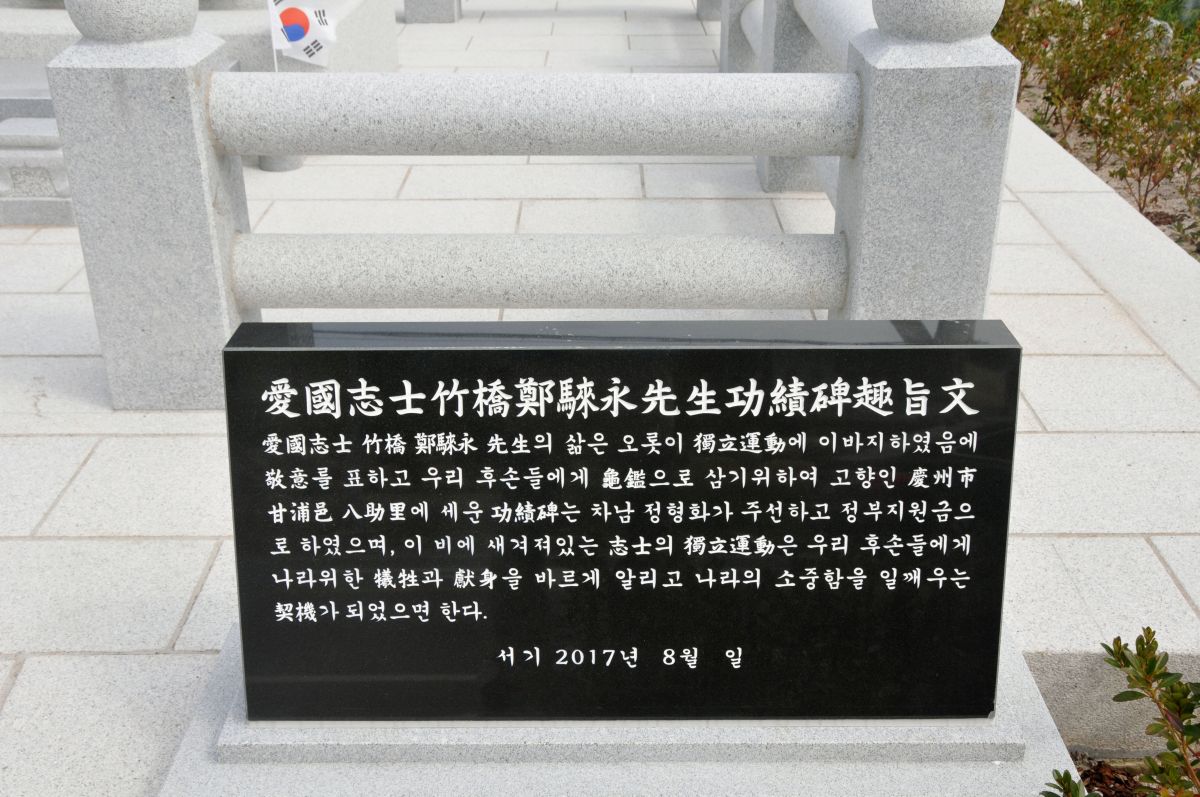 愛國志士竹橋鄭騋永先生功績碑趣旨文
愛國志士 竹橋 鄭騋永 先生의 삶은 오롯이 獨立運動에 이바지하였음에
敬意를 표하고 우리 후손들에게 龜鑑으로 삼기위하여 고향인 慶州市
甘浦邑 八助里에 세운 功績碑는 차남 정형화가 주선하고 정부지원금으
로 하였으며, 이 비에 새겨져있는 志士의 獨立運動은 우리 후손들에게
나라위한 犧牲과 獻身을 바르게 알리고 나라의 소중함을 일깨우는
契機가 되었으면 한다.
서기 2017년 8월 일